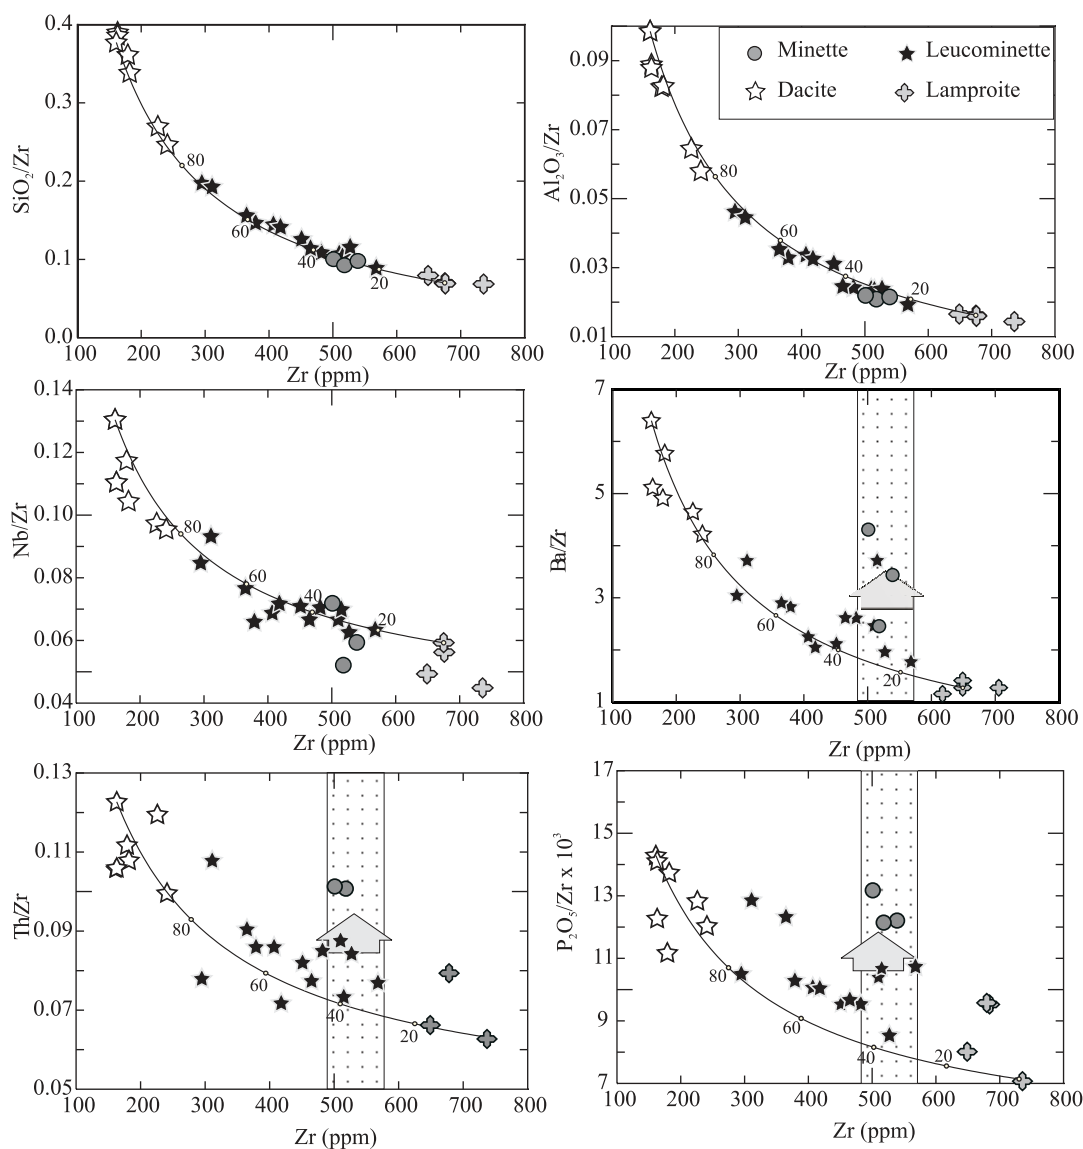 0.4
0.3
0.2
0.1
0.0
SiO₂/Zr
80
60
40
20
100 200 300 400 500 600 700 800
Zr (ppm)
0.09
0.07
0.05
0.03
0.01
Al₂O₃/Zr
Minette Leucominette
Dacite Lamproite
80
60
40
20
100 200 300 400 500 600 700 800
Zr (ppm)
0.14
0.12
0.10
0.08
0.06
0.04
Nb/Zr
80
60
40
20
100 200 300 400 500 600 700 800
Zr (ppm)
7
5
3
1
Ba/Zr
80
60
40
20
100 200 300 400 500 600 700 800
Zr (ppm)
0.13
0.11
0.09
0.07
0.05
Th/Zr
80
60
40
20
100 200 300 400 500 600 700 800
Zr (ppm)
17
15
13
11
9
7
P₂O₅/Zr x 10³
80
60
40
20
100 200 300 400 500 600 700 800
Zr (ppm)